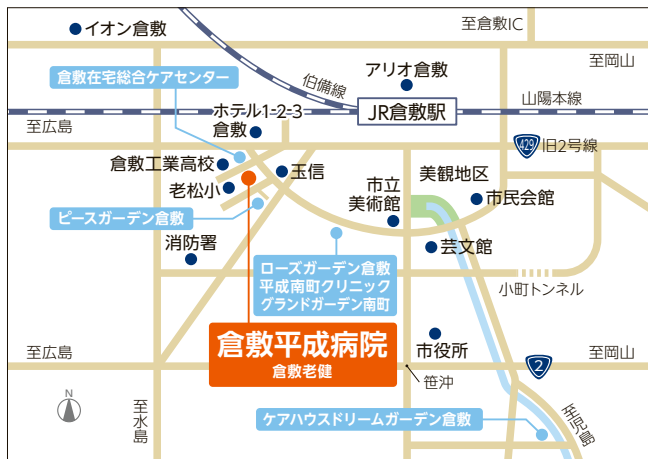 至倉敷IC
イオン倉敷
至岡山
倉敷在宅総合ケアセンター
伯備線
アリオ倉敷
山陽本線
JR倉敷駅
ホテル1-2-3
倉敷
至広島
429
旧2号線
倉敷工業高校
玉信
美観地区
老松小
市立
美術館
市民会館
ピースガーデン倉敷
消防署
芸文館
ローズガーデン倉敷
平成南町クリニック
グランドガーデン南町
小町トンネル
倉敷平成病院
倉敷老健
市役所
至広島
至岡山
2
笹沖
N
至水島
至児島
ケアハウスドリームガーデン倉敷